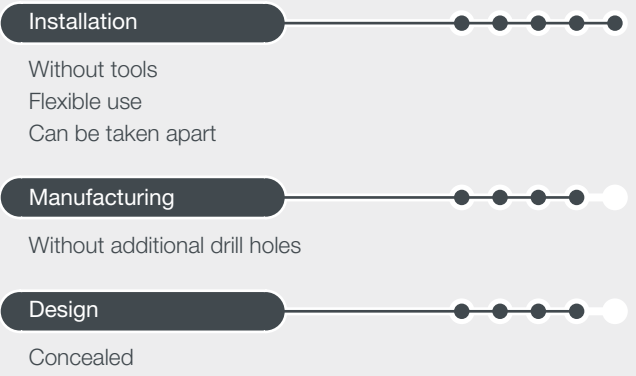 Installation
Without tools
Flexible use
Can be taken apart
Manufacturing
Without additional drill holes
Design
Concealed